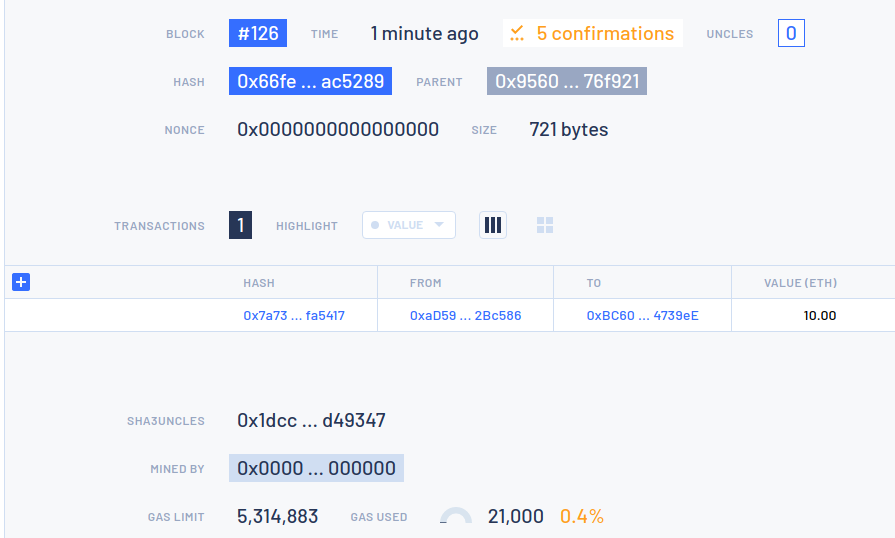 BLOCK #126 TIME 1 minute ago 5 confirmations UNCLES 0
HASH 0x66fe ... ac5289 PARENT 0x9560 ... 76f921
NONCE 0x0000000000000000 SIZE 721 bytes
TRANSACTIONS 1 HIGHLIGHT VALUE
HASH FROM TO VALUE (ETH)
0x7a73 ... fa5417 0xaD59 ... 2Bc586 0xBC60 ... 4739eE 10.00
SHA3UNCLES 0x1dcc ... d49347
MINED BY 0x0000 ... 000000
GAS LIMIT 5,314,883 GAS USED 21,000 0.4%